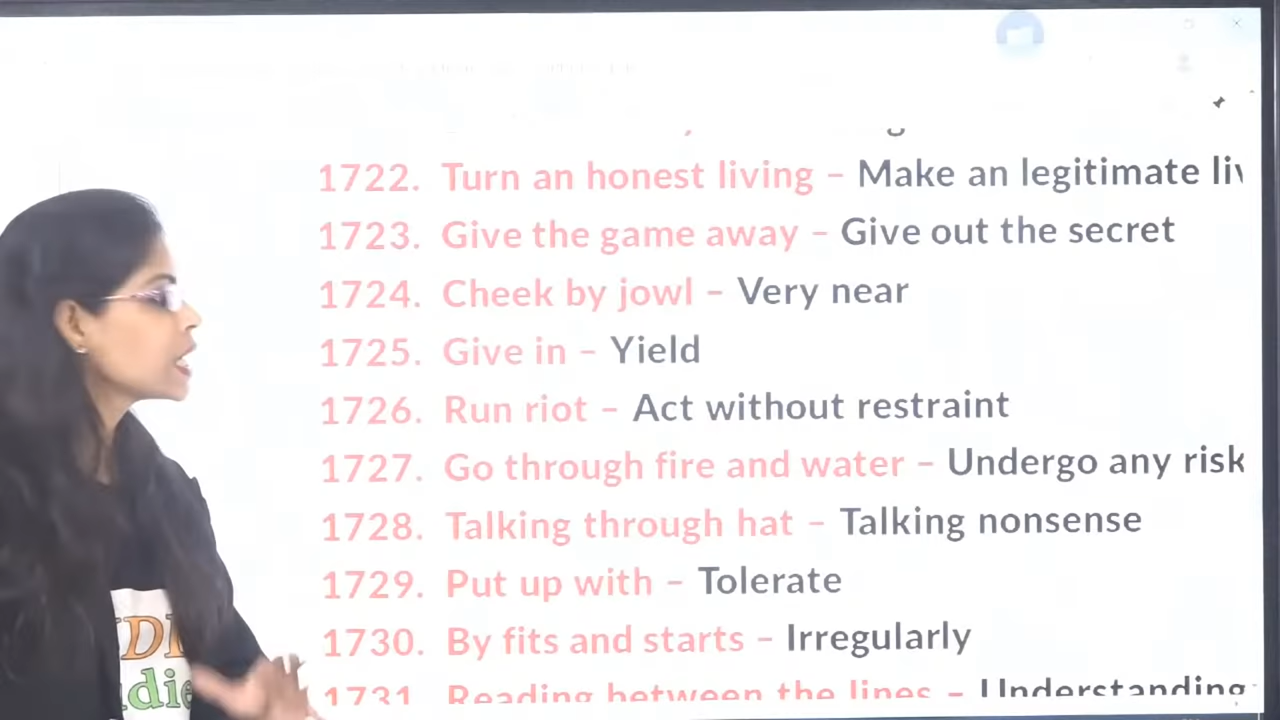 1722. Turn an honest living – Make an legitimate liv
1723. Give the game away – Give out the secret
1724. Cheek by jowl – Very near
1725. Give in – Yield
1726. Run riot – Act without restraint
1727. Go through fire and water – Undergo any risk
1728. Talking through hat – Talking nonsense
1729. Put up with – Tolerate
1730. By fits and starts – Irregularly
1731. Reading between the lines – Understanding